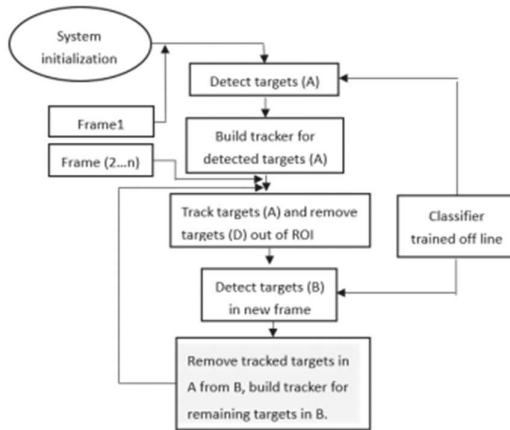 System
initialization
Detect targets (A)
Frame1
Build tracker for
detected targets (A)
Frame (2...n)
Track targets (A) and remove
targets (D) out of ROI
Classifier
trained off line
Detect targets (B)
in new frame
Remove tracked targets in
A from B, build tracker for
remaining targets in B.